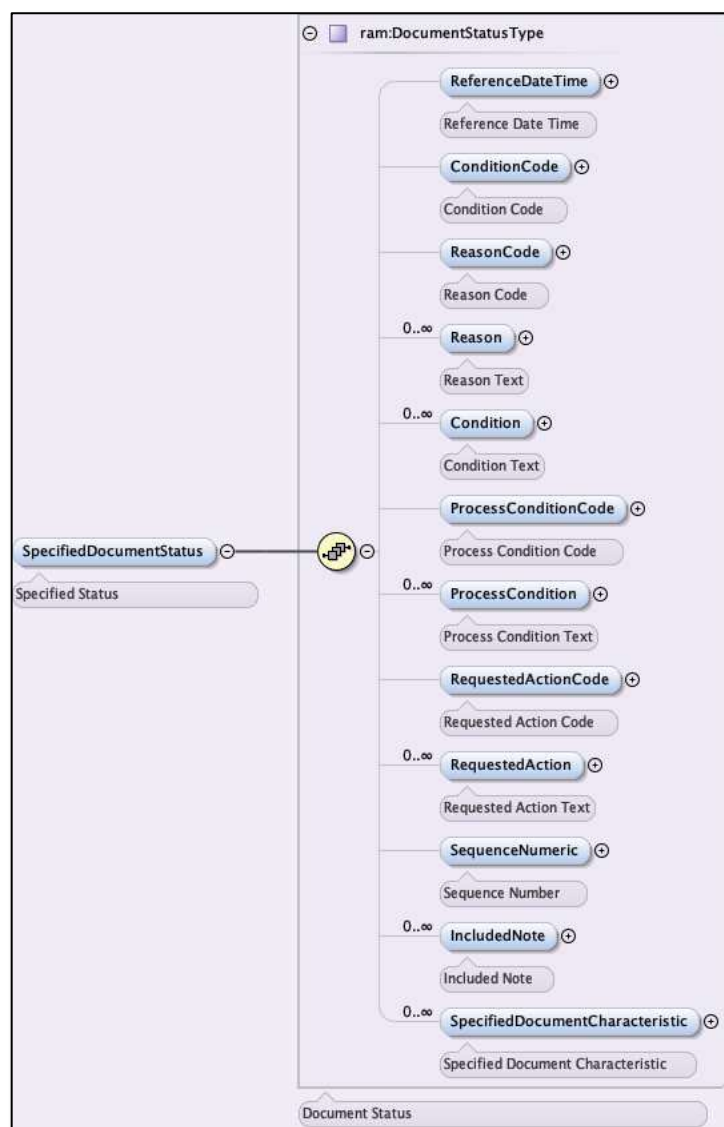 ram:DocumentStatusType
ReferenceDateTime
Reference Date Time
ConditionCode
Condition Code
ReasonCode
Reason Code
0..∞
Reason
Reason Text
0..∞
Condition
Condition Text
ProcessConditionCode
SpecifiedDocumentStatus
Process Condition Code
Specified Status
0..∞
ProcessCondition
Process Condition Text
RequestedActionCode
Requested Action Code
0..∞
RequestedAction
Requested Action Text
SequenceNumeric
Sequence Number
0..∞
IncludedNote
Included Note
0..∞
SpecifiedDocumentCharacteristic
Specified Document Characteristic
Document Status